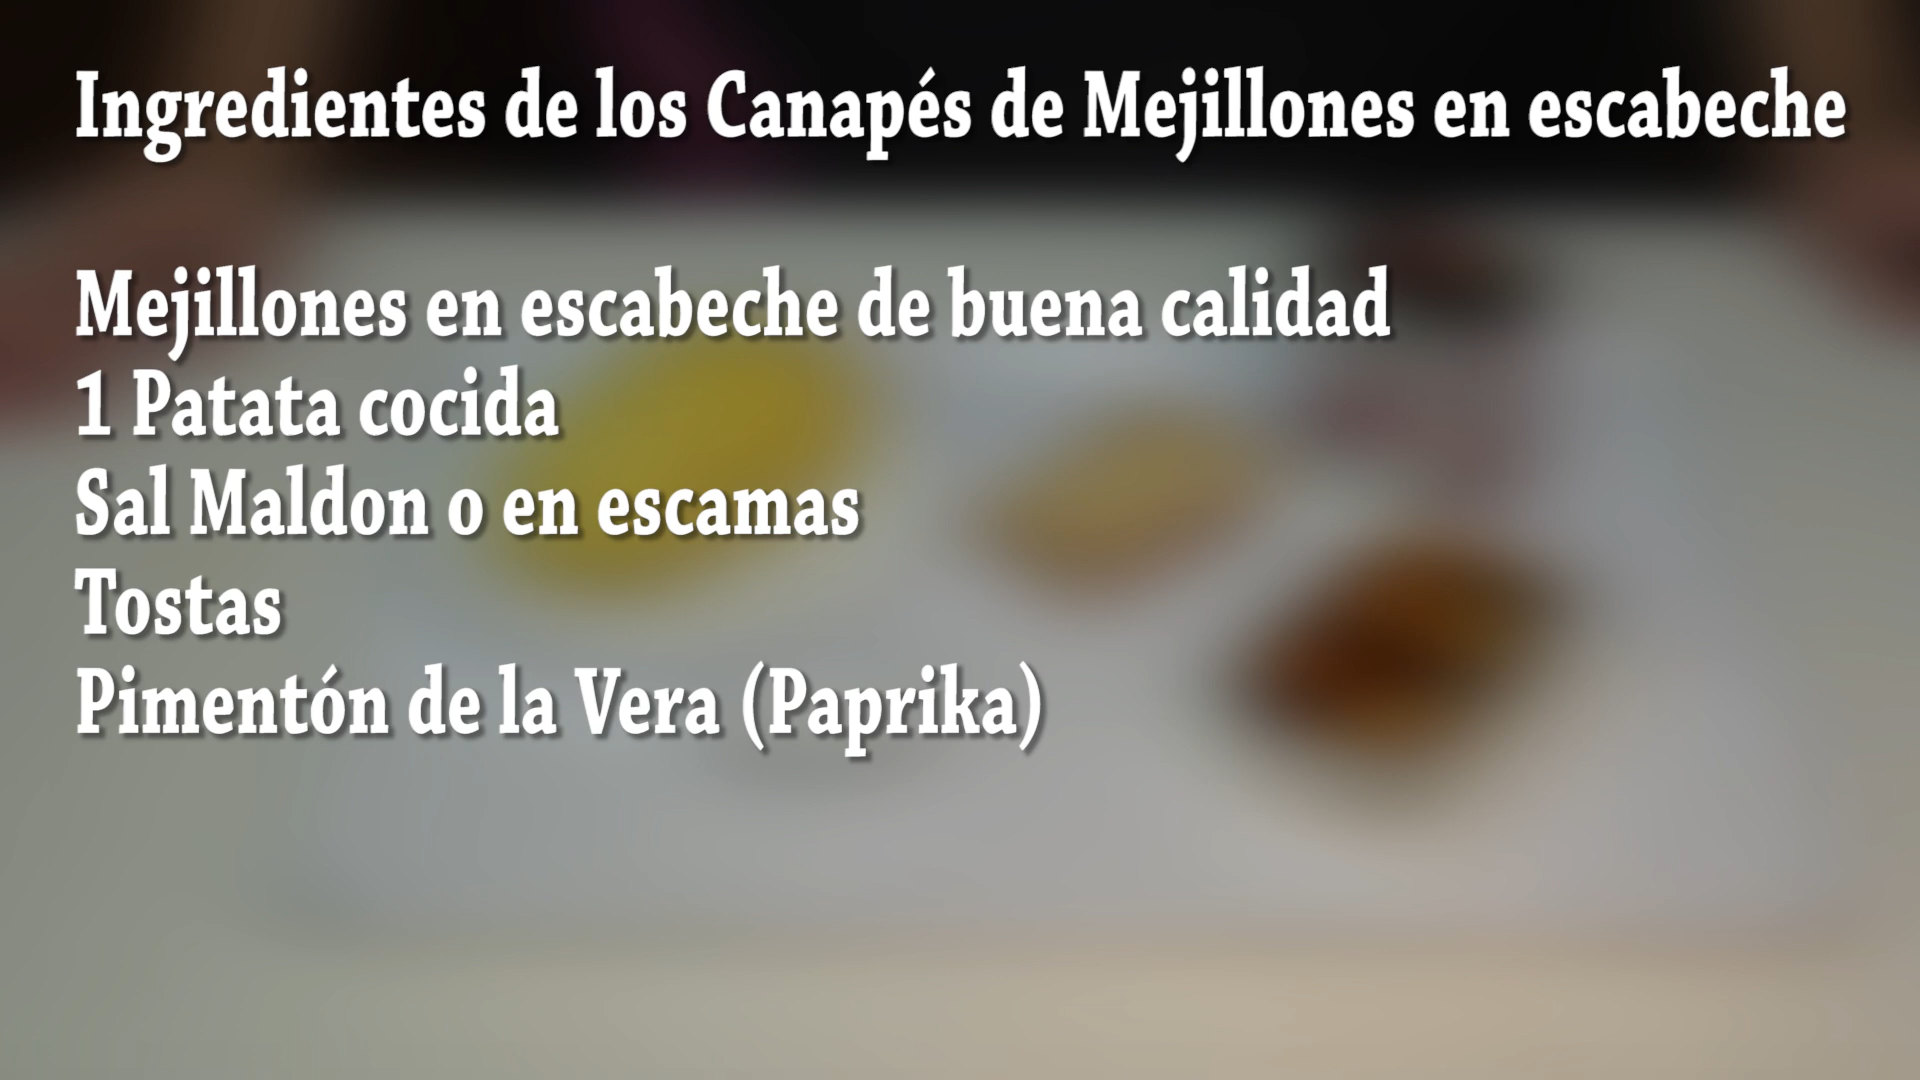 Ingredientes de los Canapés de Mejillones en escabeche
Mejillones en escabeche de buena calidad
1 Patata cocida
Sal Maldon o en escamas
Tostas
Pimentón de la Vera (Paprika)